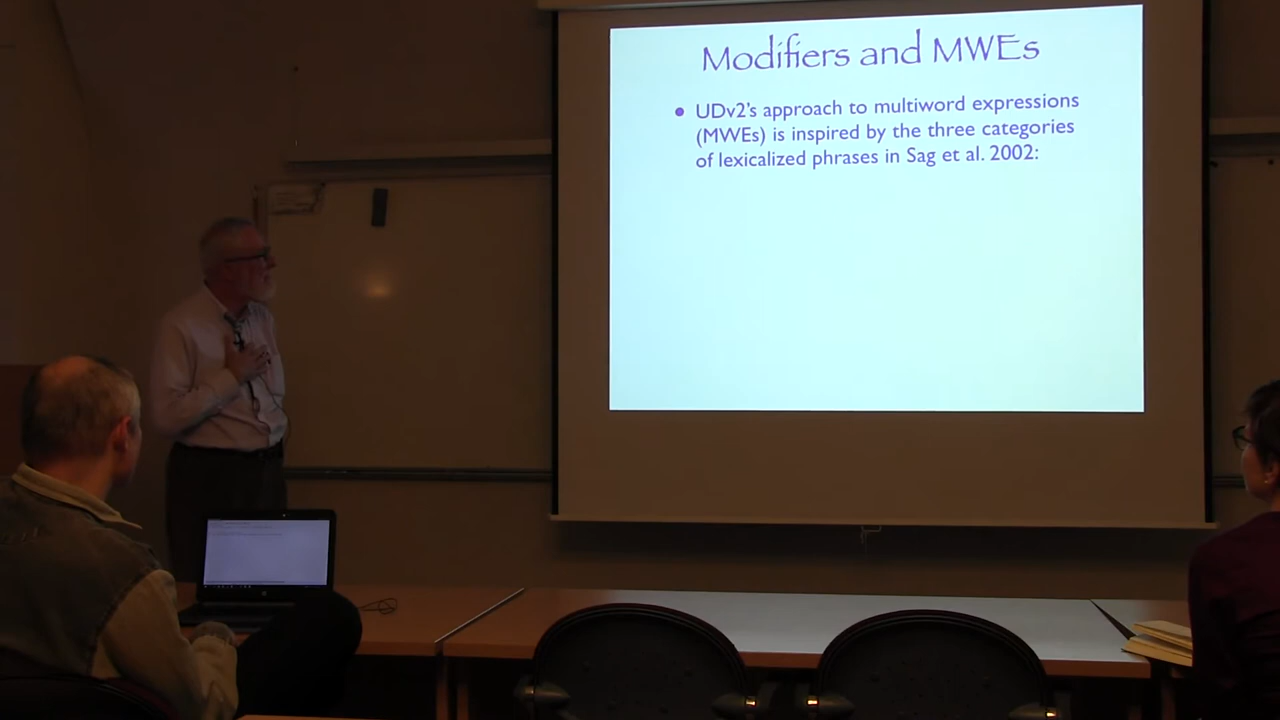 Modifiers and MWEs
• UDv2's approach to multiword expressions
(MWEs) is inspired by the three categories
of lexicalized phrases in Sag et al. 2002: